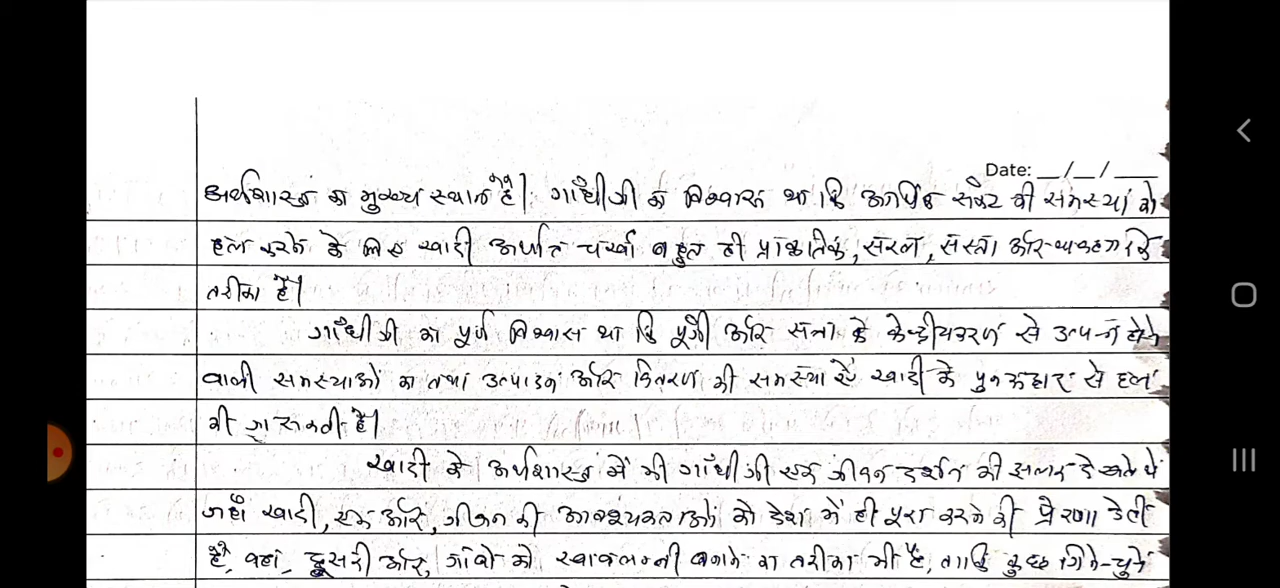 Date: __/__/____
अर्थशास्त्र का मुख्य स्थान है। गाँधीजी का विश्वास था कि आर्थिक संकट की समस्या को
हल करने के लिए खादी अर्थात चर्खा बहुत ही प्राकृतिक, सरल, सस्ता और व्यवहारिक
तरीका है।
गाँधीजी को पूर्ण विश्वास था कि पूंजी और सत्ता के केन्द्रीयकरण से उत्पन्न होने
वाली समस्याओं का तथा उत्पादन और वितरण की समस्याएँ खादी के पुनरुद्धार से हल
की जा सकती है।
खादी के अर्थशास्त्र में भी गाँधी जी एक जीवन दर्शन की झलक देखते थे
जहाँ खादी, एक ओर, जीवन की आवश्यकताओं को देश में ही पूरा करने की प्रेरणा देती
है, वहां, दूसरी ओर, गांवो को स्वावलम्बी बनाने का तरीका भी है, ताकि कुछ गिने-चुने